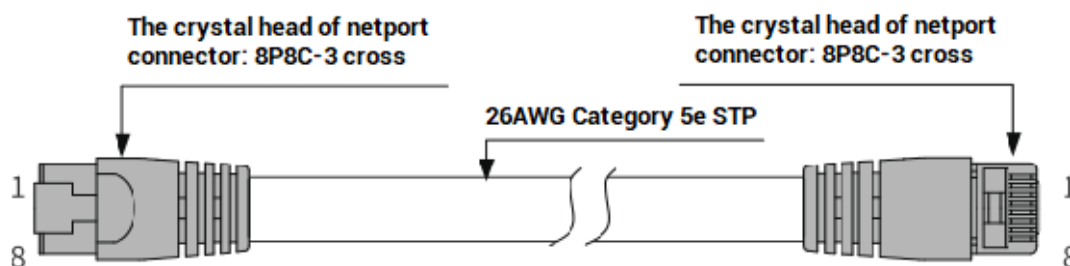 The crystal head of netport
connector: 8P8C-3 cross
The crystal head of netport
connector: 8P8C-3 cross
26AWG Category 5e STP
1
1
8
8